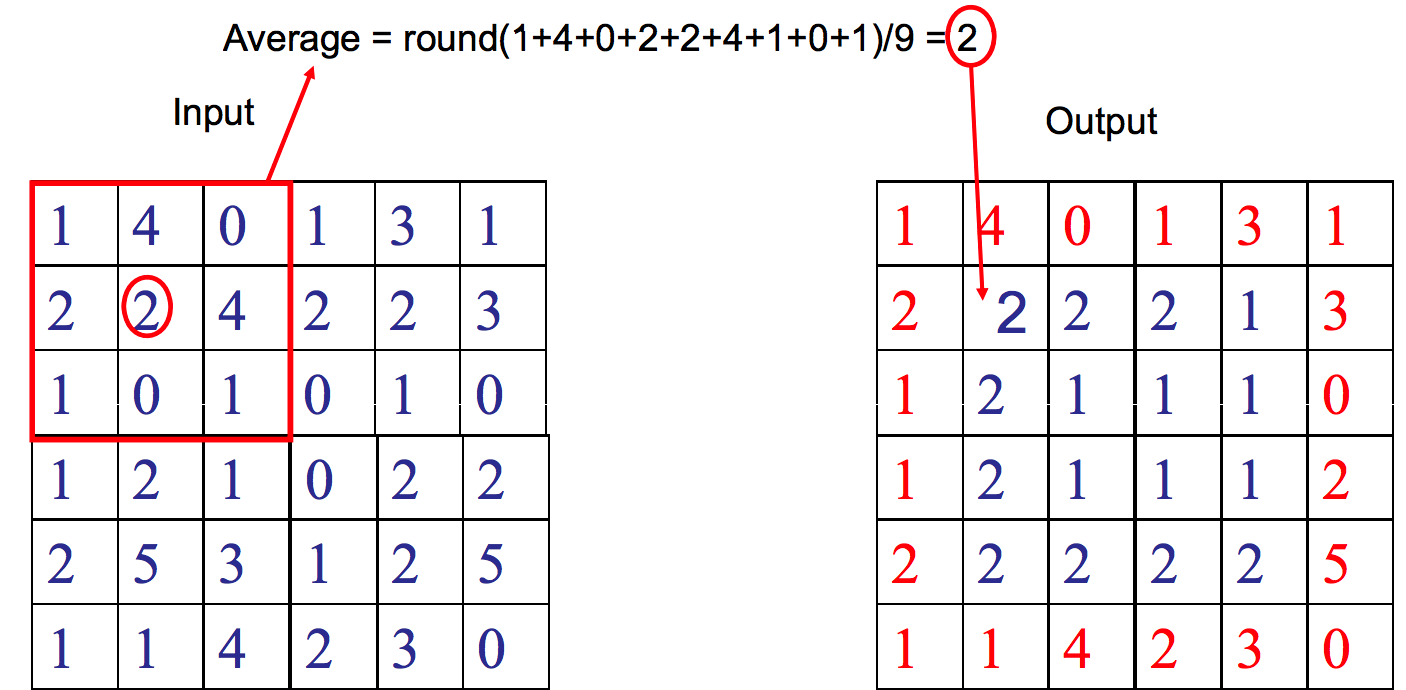 Average = round(1+4+0+2+2+4+1+0+1)/9 = 2
Input
Output
1 4 0 1 3 1
2 2 4 2 2 3
1 0 1 0 1 0
1 2 1 0 2 2
2 5 3 1 2 5
1 1 4 2 3 0
1 4 0 1 3 1
2 2 2 2 1 3
1 2 1 1 1 0
1 2 1 1 1 2
2 2 2 2 2 5
1 1 4 2 3 0